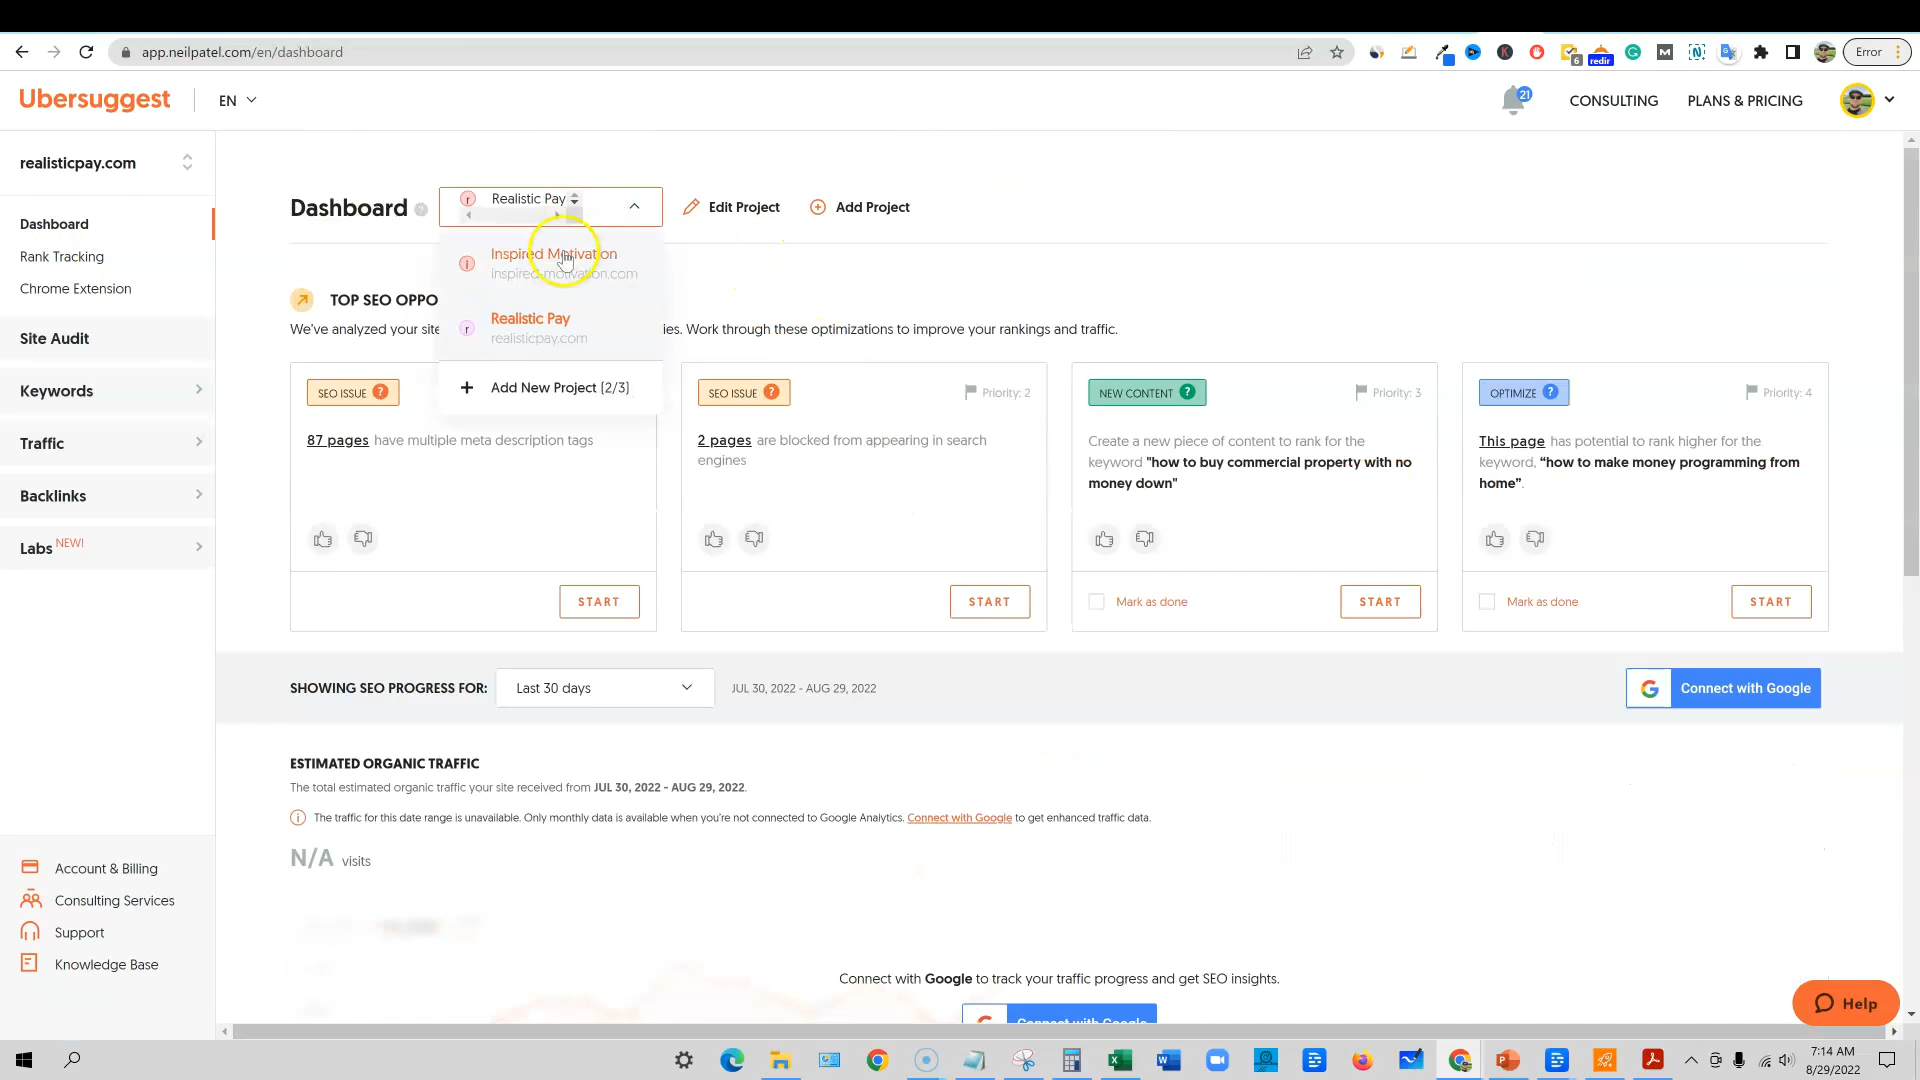 app.neilpatel.com/en/dashboard
6
redir
Error
Ubersuggest
EN
21
CONSULTING
PLANS & PRICING
realisticpay.com
Dashboard
Rank Tracking
Chrome Extension
Site Audit
Keywords
Traffic
Backlinks
Labs NEW!
Account & Billing
Consulting Services
Support
Knowledge Base
Dashboard
r Realistic Pay
Edit Project
Add Project
i Inspired Motivation
inspired-motivation.com
r Realistic Pay
realisticpay.com
+ Add New Project (2/3)
TOP SEO OPPO
We've analyzed your site
ies. Work through these optimizations to improve your rankings and traffic.
SEO ISSUE ?
87 pages have multiple meta description tags
START
SEO ISSUE ?
Priority: 2
2 pages are blocked from appearing in search
engines
START
NEW CONTENT ?
Priority: 3
Create a new piece of content to rank for the
keyword "how to buy commercial property with no
money down"
Mark as done
START
OPTIMIZE ?
Priority: 4
This page has potential to rank higher for the
keyword, “how to make money programming from
home”.
Mark as done
START
SHOWING SEO PROGRESS FOR:
Last 30 days
JUL 30, 2022 - AUG 29, 2022
Connect with Google
ESTIMATED ORGANIC TRAFFIC
The total estimated organic traffic your site received from JUL 30, 2022 - AUG 29, 2022.
The traffic for this date range is unavailable. Only monthly data is available when you're not connected to Google Analytics. Connect with Google to get enhanced traffic data.
N/A visits
Connect with Google to track your traffic progress and get SEO insights.
Connect with Google
Help
7:14 AM
8/29/2022